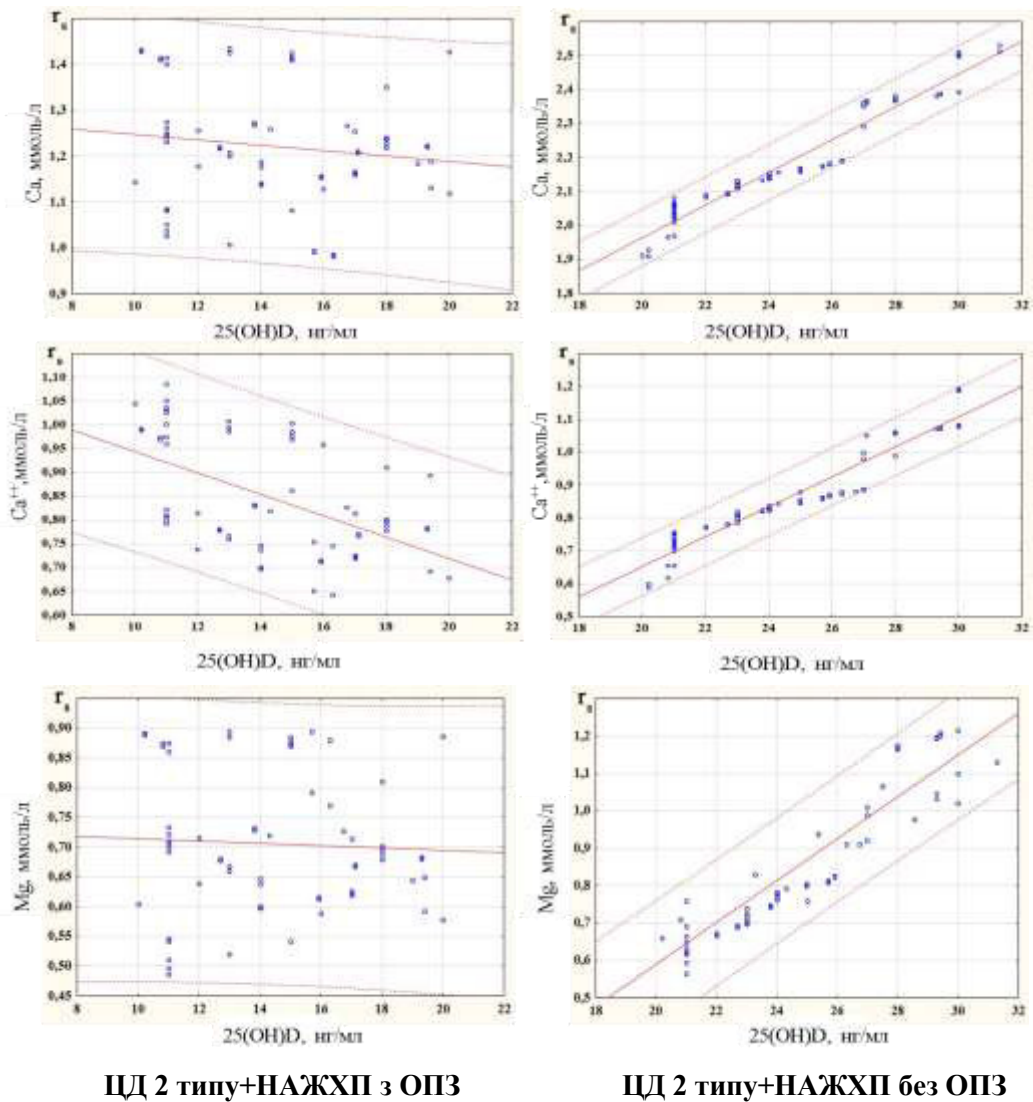 r s r s
Ca, ммоль/л
1,4
1,3
1,2
1,1
1,0
0,9
8 10 12 14 16 18 20 22
25(OH)D, нг/мл
Ca, ммоль/л
2,5
2,4
2,3
2,2
2,1
2,0
1,9
1,8
18 20 22 24 26 28 30 32
25(OH)D, нг/мл
r s r s
Ca++,ммоль/л
1,10
1,05
1,00
0,95
0,90
0,85
0,80
0,75
0,70
0,65
0,60
8 10 12 14 16 18 20 22
25(OH)D, нг/мл
Ca++,ммоль/л
1,2
1,1
1,0
0,9
0,8
0,7
0,6
0,5
18 20 22 24 26 28 30 32
25(OH)D, нг/мл
r s r s
Mg, ммоль/л
0,90
0,85
0,80
0,75
0,70
0,65
0,60
0,55
0,50
0,45
8 10 12 14 16 18 20 22
25(OH)D, нг/мл
Mg, ммоль/л
1,2
1,1
1,0
0,9
0,8
0,7
0,6
0,5
18 20 22 24 26 28 30 32
25(OH)D, нг/мл
ЦД 2 типу+НАЖХП з ОПЗ ЦД 2 типу+НАЖХП без ОПЗ